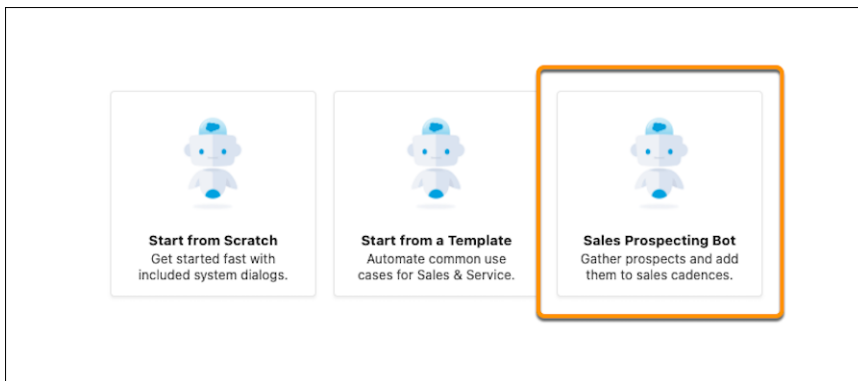 Start from Scratch
Get started fast with
included system dialogs.
Start from a Template
Automate common use
cases for Sales & Service.
Sales Prospecting Bot
Gather prospects and add
them to sales cadences.